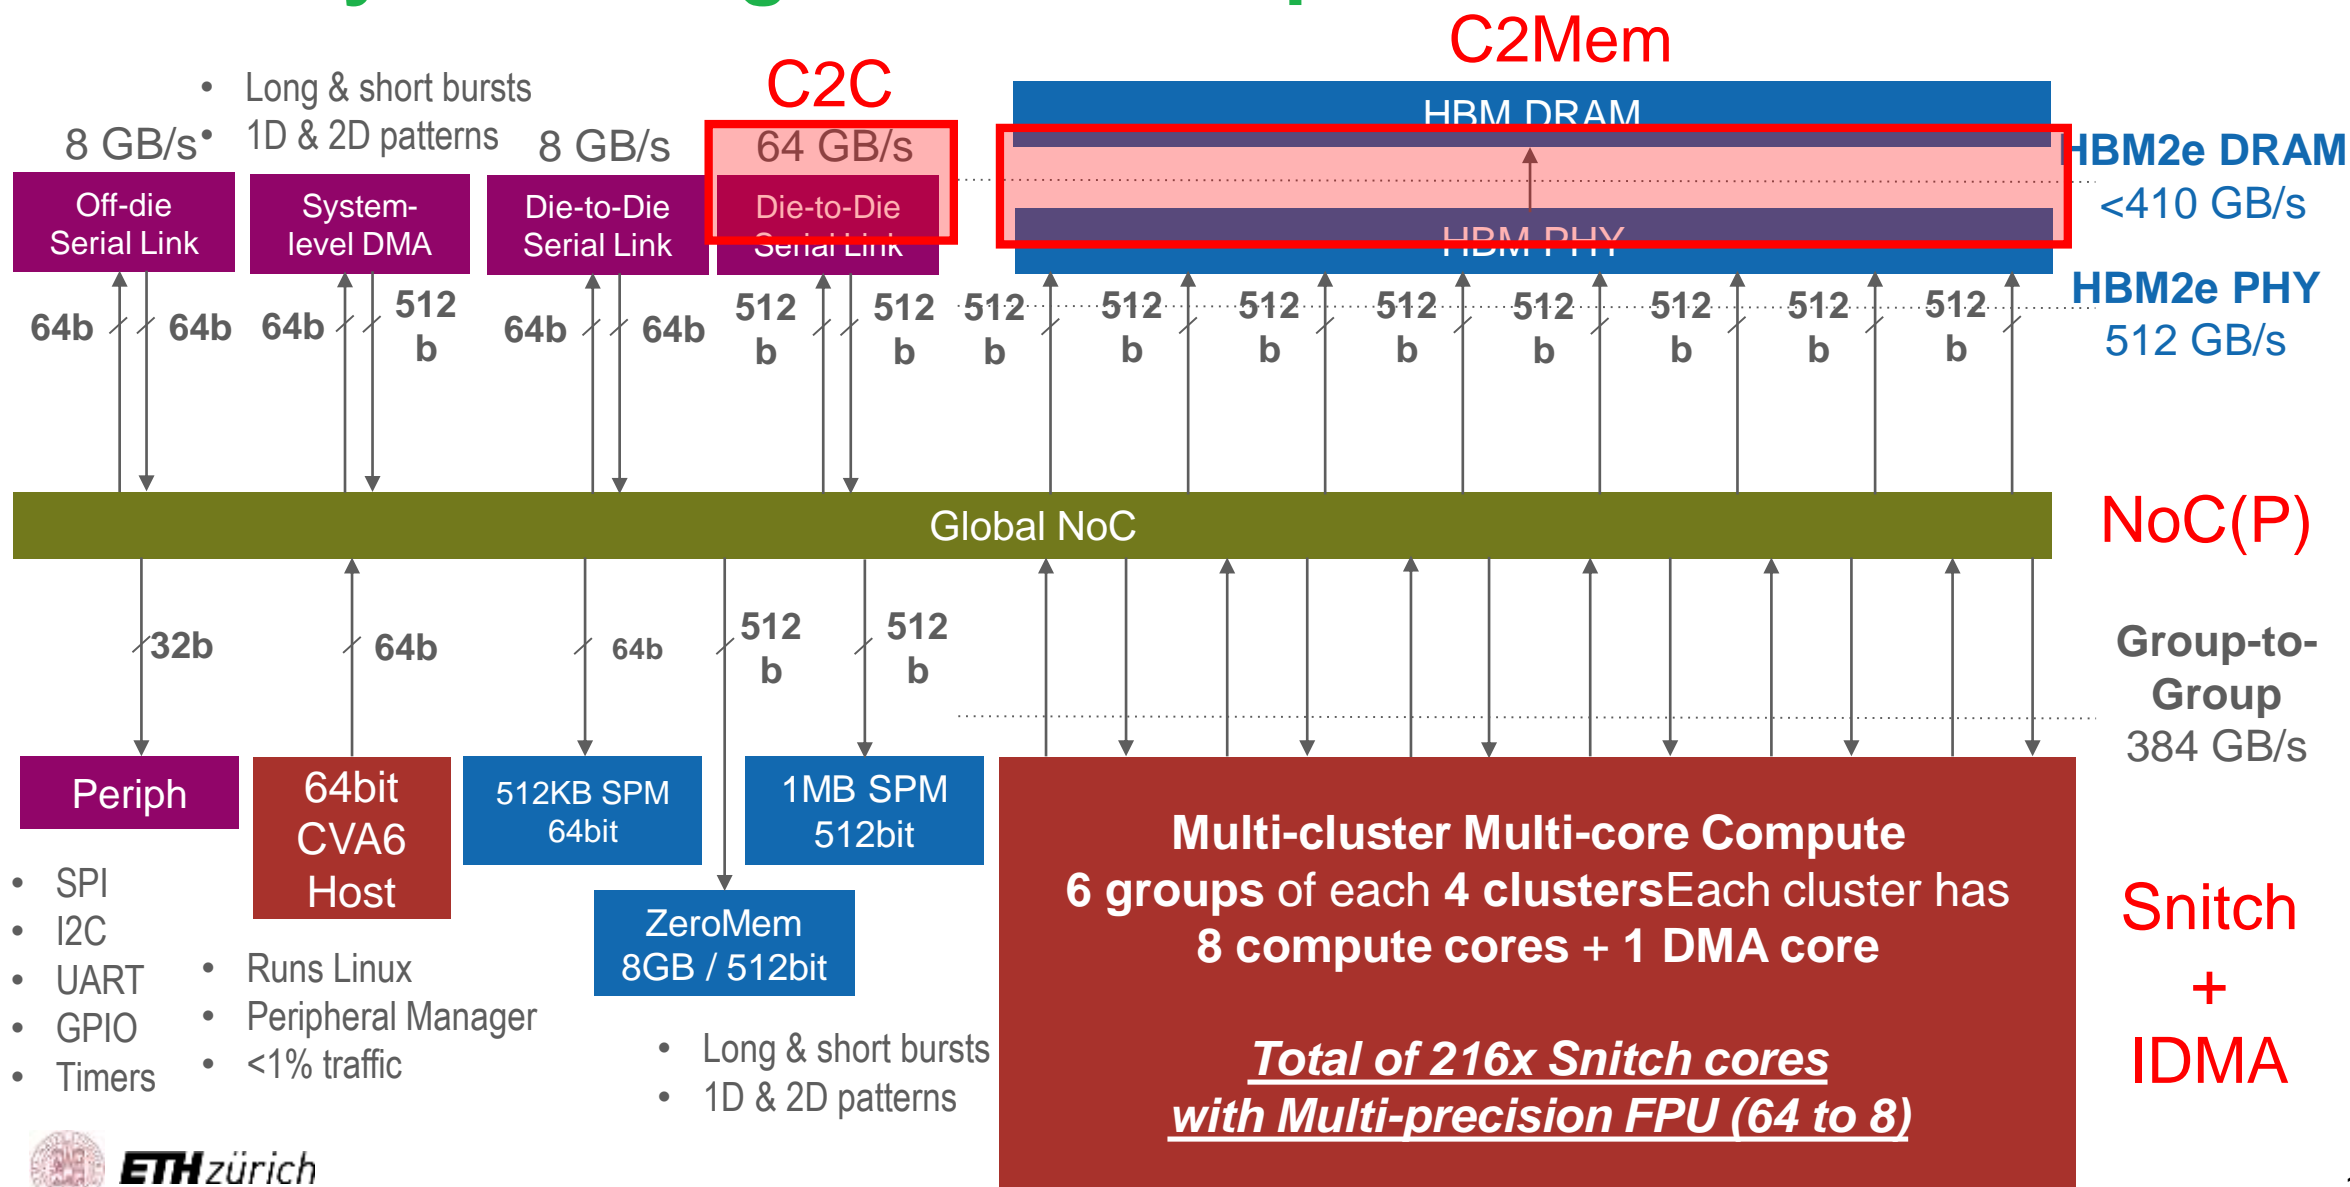 C2Mem
C2C
• Long & short bursts
• 1D & 2D patterns
8 GB/s
8 GB/s
64 GB/s
HBM DRAM
HBM2e DRAM
<410 GB/s
Off-die
Serial Link
System-
level DMA
Die-to-Die
Serial Link
Die-to-Die
Serial Link
HBM PHY
HBM2e PHY
512 GB/s
64b
64b
64b
512
b
64b
64b
512
b
512
b
512
b
512
b
512
b
512
b
512
b
512
b
512
b
512
b
Global NoC
NoC(P)
32b
64b
64b
512
b
512
b
Group-to-
Group
384 GB/s
Periph
64bit
CVA6
Host
512KB SPM
64bit
1MB SPM
512bit
ZeroMem
8GB / 512bit
• SPI
• I2C
• UART
• GPIO
• Timers
• Runs Linux
• Peripheral Manager
• <1% traffic
• Long & short bursts
• 1D & 2D patterns
Multi-cluster Multi-core Compute
6 groups of each 4 clustersEach cluster has
8 compute cores + 1 DMA core
Total of 216x Snitch cores
with Multi-precision FPU (64 to 8)
Snitch
+
IDMA
ETH zürich